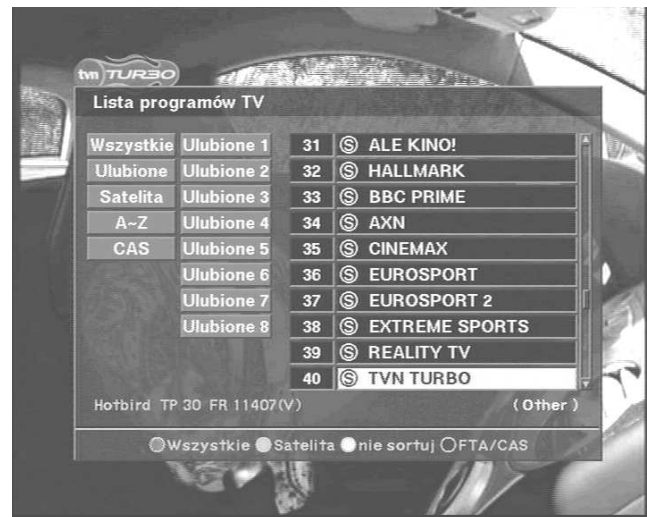 tvn TURBO
Lista programów TV
Wszystkie Ulubione 1 31 Ⓢ ALE KINO!
Ulubione Ulubione 2 32 Ⓢ HALLMARK
Satelita Ulubione 3 33 Ⓢ BBC PRIME
A~Z Ulubione 4 34 Ⓢ AXN
CAS Ulubione 5 35 Ⓢ CINEMAX
Ulubione 6 36 Ⓢ EUROSPORT
Ulubione 7 37 Ⓢ EUROSPORT 2
Ulubione 8 38 Ⓢ EXTREME SPORTS
39 Ⓢ REALITY TV
40 Ⓢ TVN TURBO
Hotbird TP 30 FR 11407(V) (Other)
Wszystkie Satelita nie sortuj FTA/CAS